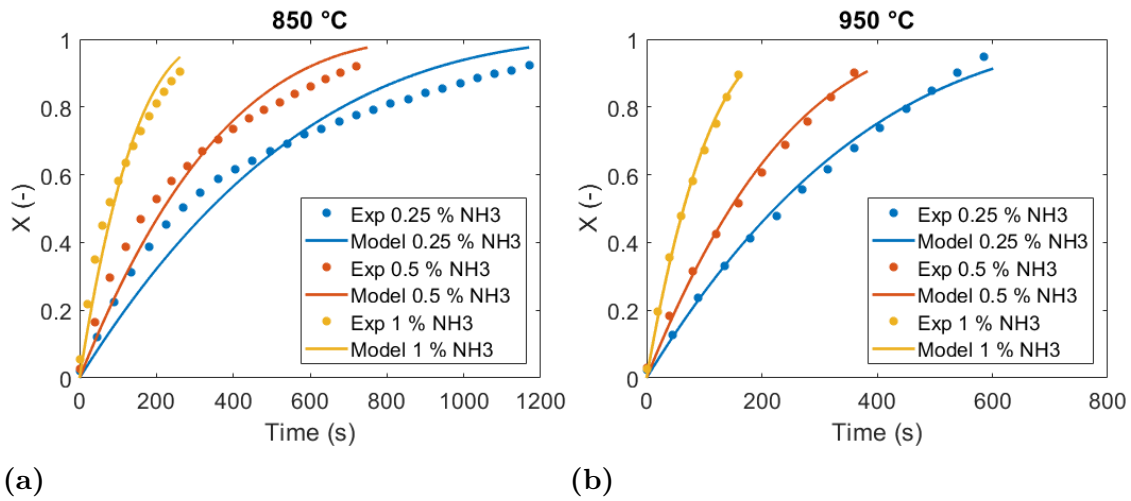 850 °C
1
0.8
0.6
0.4
0.2
0
X (-)
0 200 400 600 800 1000 1200
Time (s)
Exp 0.25 % NH3
Model 0.25 % NH3
Exp 0.5 % NH3
Model 0.5 % NH3
Exp 1 % NH3
Model 1 % NH3
(a)
950 °C
1
0.8
0.6
0.4
0.2
0
X (-)
0 200 400 600 800
Time (s)
Exp 0.25 % NH3
Model 0.25 % NH3
Exp 0.5 % NH3
Model 0.5 % NH3
Exp 1 % NH3
Model 1 % NH3
(b)